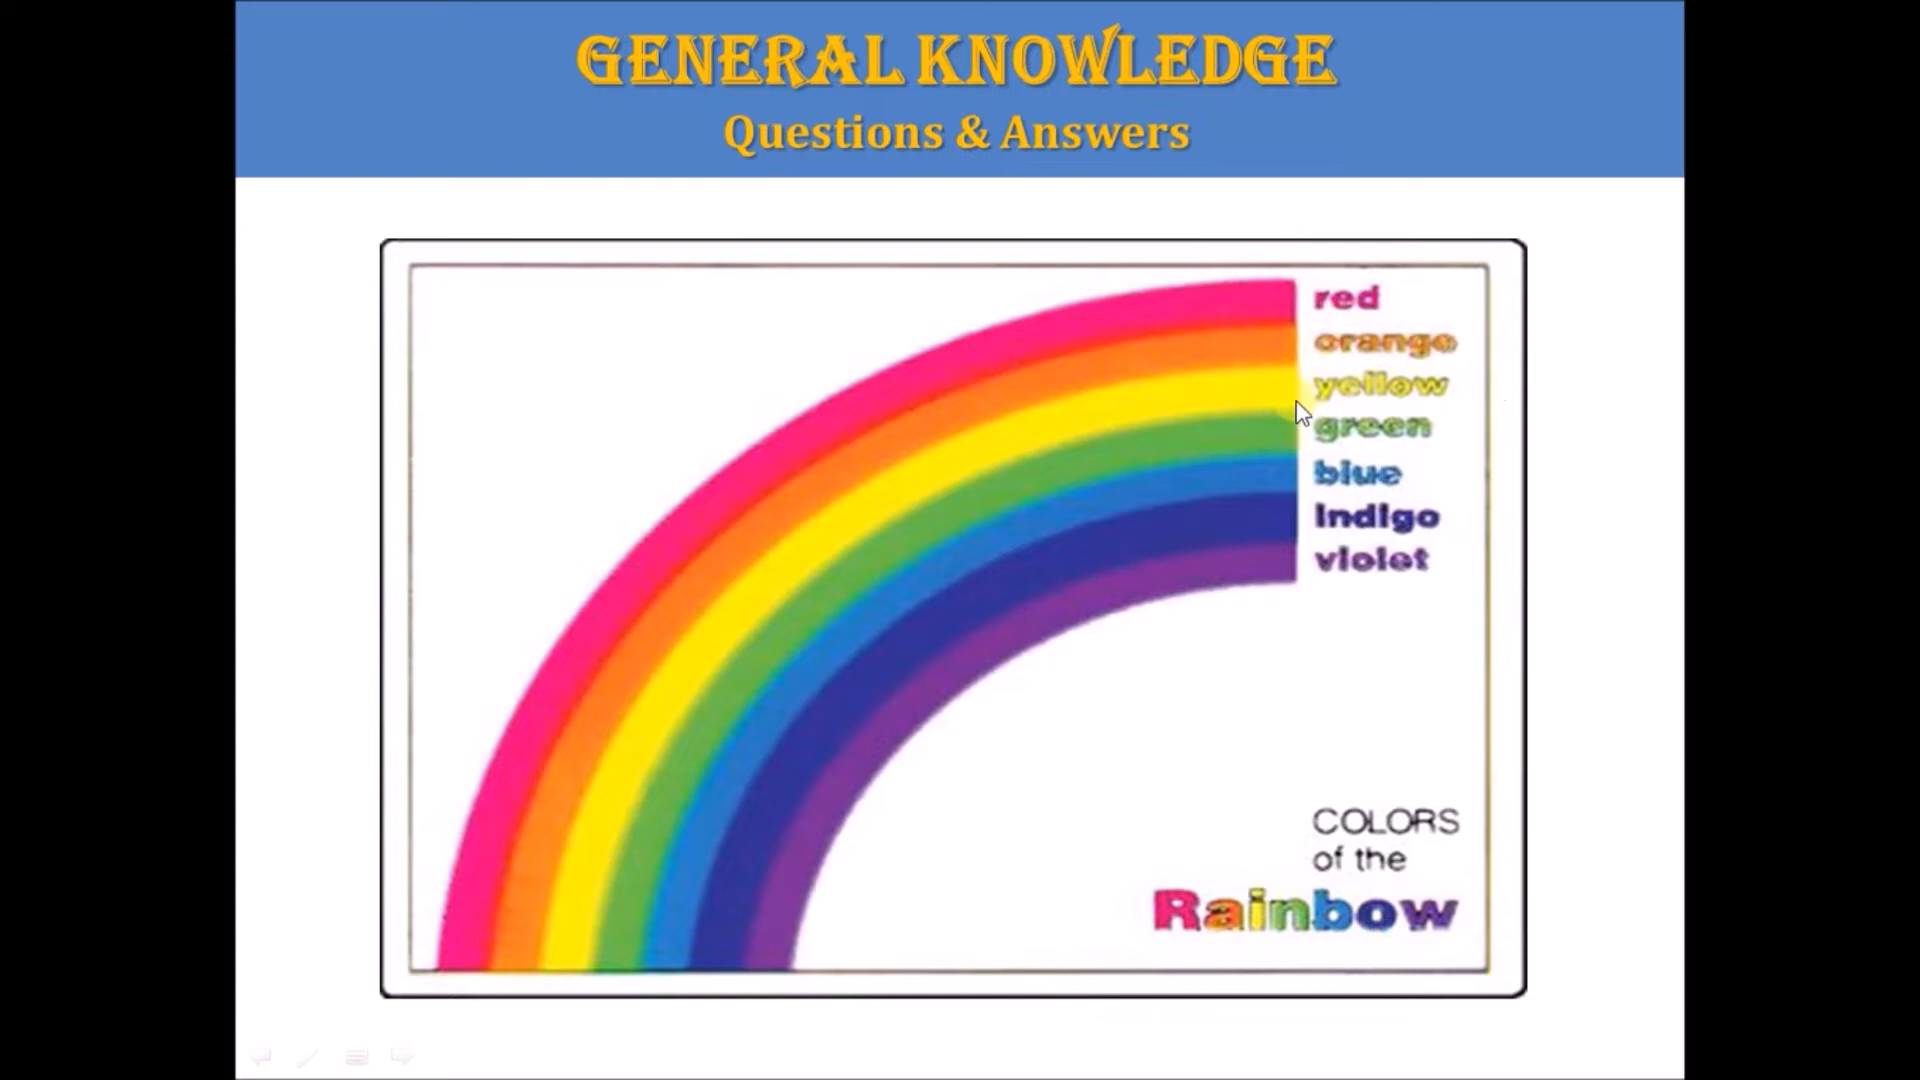 GENERAL KNOWLEDGE
Questions & Answers
red
orange
yellow
green
blue
indigo
violet
COLORS
of the
Rainbow